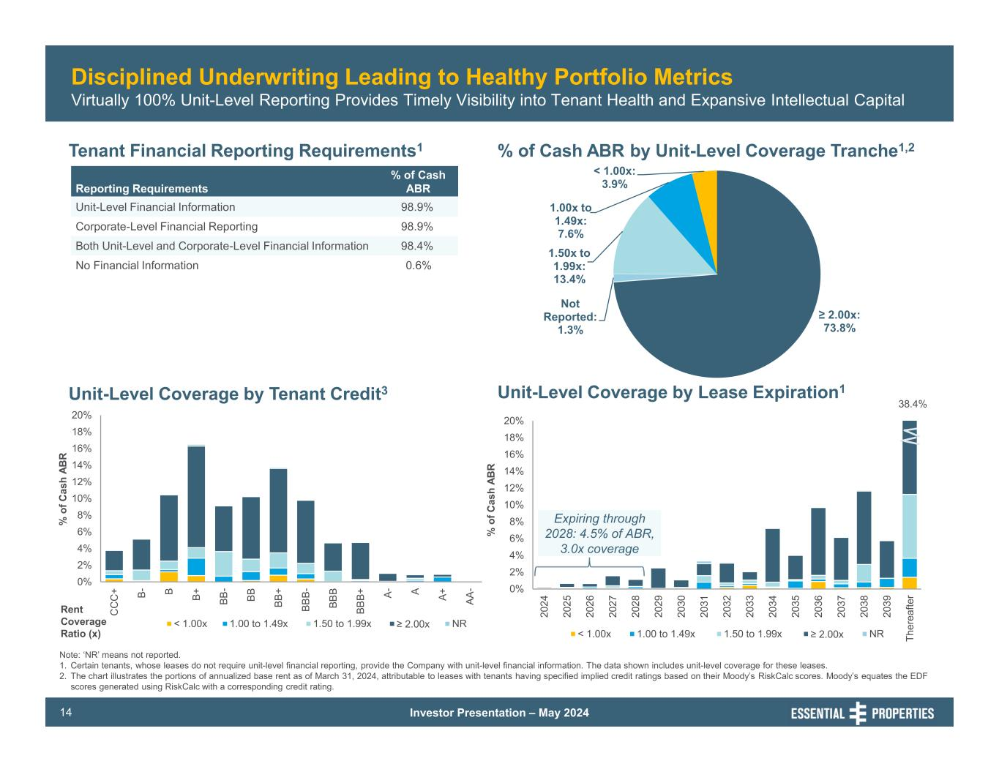 Disciplined Underwriting Leading to Healthy Portfolio Metrics
Virtually 100% Unit-Level Reporting Provides Timely Visibility into Tenant Health and Expansive Intellectual Capital
Tenant Financial Reporting Requirements1
Reporting Requirements % of Cash ABR
Unit-Level Financial Information 98.9%
Corporate-Level Financial Reporting 98.9%
Both Unit-Level and Corporate-Level Financial Information 98.4%
No Financial Information 0.6%
% of Cash ABR by Unit-Level Coverage Tranche1,2
< 1.00x:
3.9%
1.00x to
1.49x:
7.6%
1.50x to
1.99x:
13.4%
Not
Reported:
1.3%
≥ 2.00x:
73.8%
Unit-Level Coverage by Tenant Credit3
% of Cash ABR
20%
18%
16%
14%
12%
10%
8%
6%
4%
2%
0%
CCC+ B- B B+ BB- BB BB+ BBB- BBB BBB+ A- A A+ AA-
Rent
Coverage
Ratio (x)
< 1.00x 1.00 to 1.49x 1.50 to 1.99x ≥ 2.00x NR
Unit-Level Coverage by Lease Expiration1
38.4%
% of Cash ABR
20%
18%
16%
14%
12%
10%
8%
6%
4%
2%
0%
Expiring through
2028: 4.5% of ABR,
3.0x coverage
2024 2025 2026 2027 2028 2029 2030 2031 2032 2033 2034 2035 2036 2037 2038 2039 Thereafter
< 1.00x 1.00 to 1.49x 1.50 to 1.99x ≥ 2.00x NR
Note: ‘NR’ means not reported.
1. Certain tenants, whose leases do not require unit-level financial reporting, provide the Company with unit-level financial information. The data shown includes unit-level coverage for these leases.
2. The chart illustrates the portions of annualized base rent as of March 31, 2024, attributable to leases with tenants having specified implied credit ratings based on their Moody’s RiskCalc scores. Moody’s equates the EDF
scores generated using RiskCalc with a corresponding credit rating.
14
Investor Presentation – May 2024
ESSENTIAL PROPERTIES